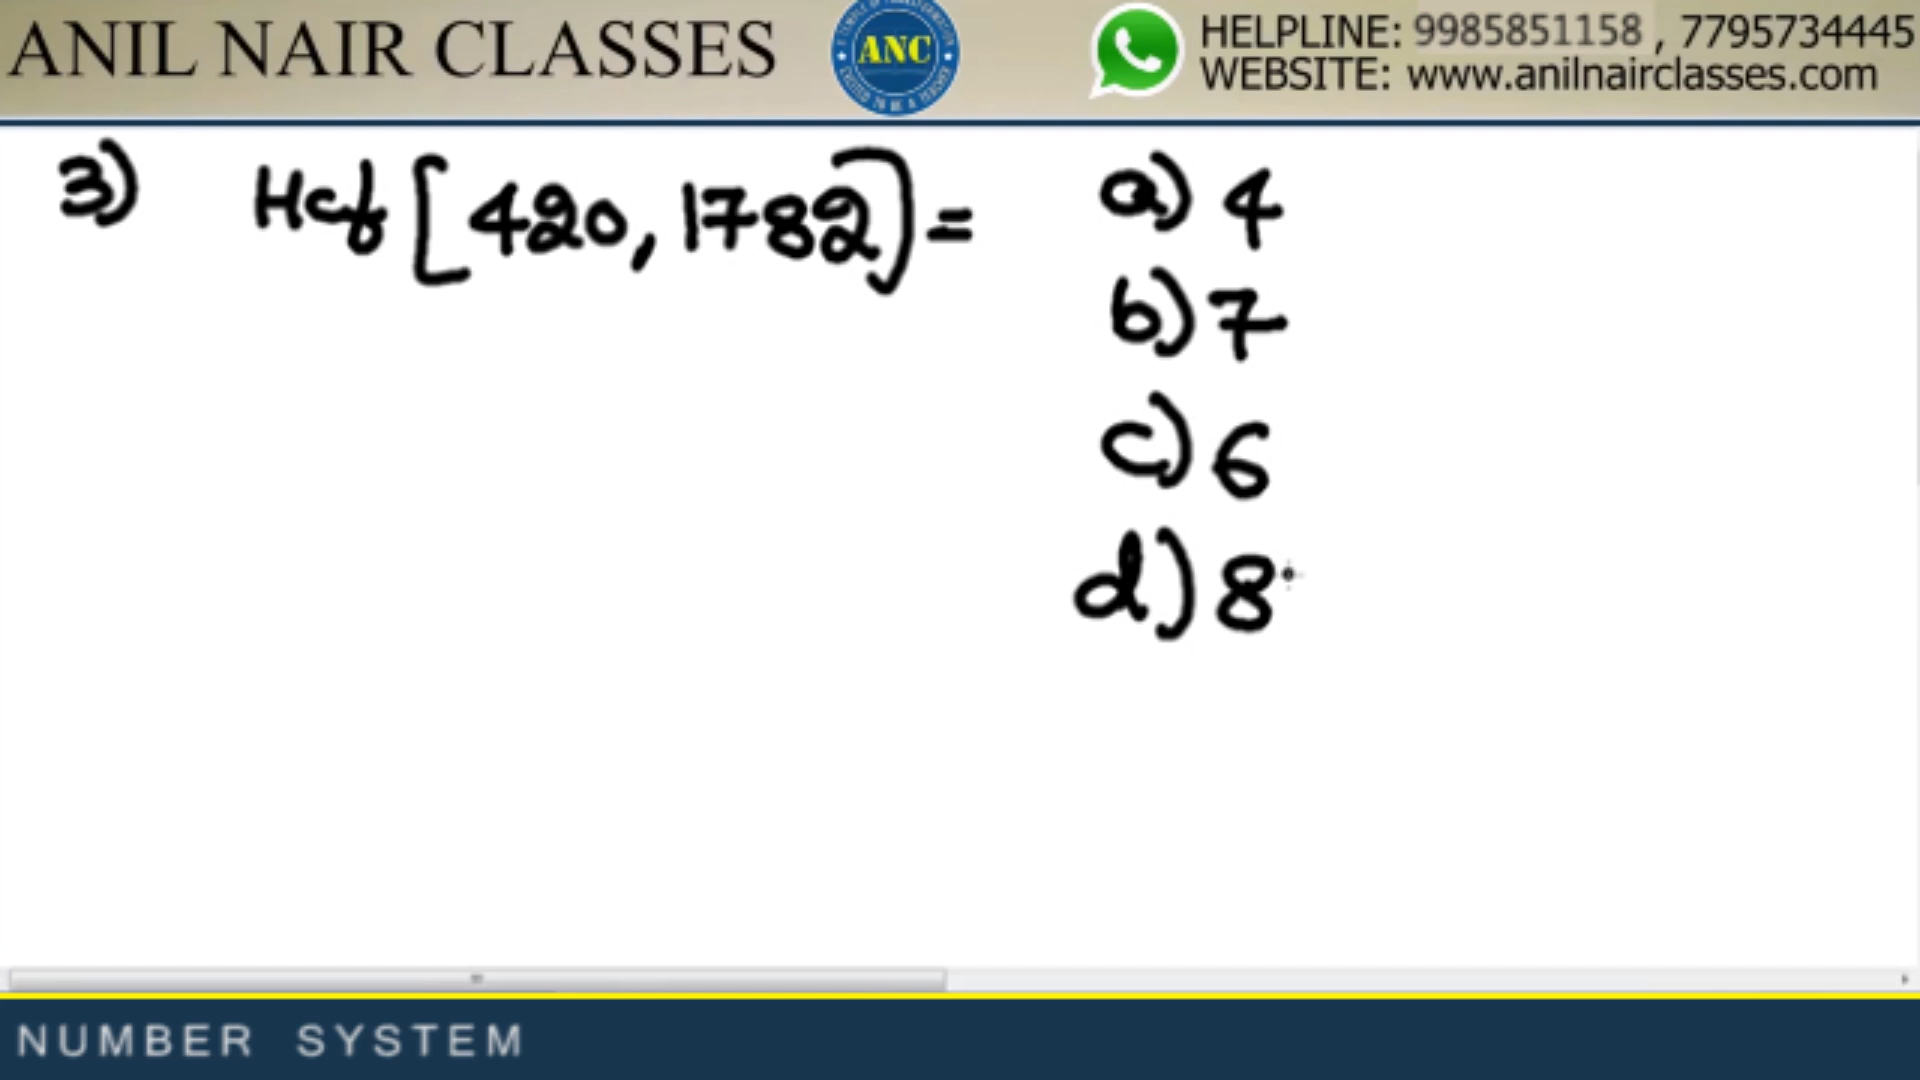 ANIL NAIR CLASSES
ANC
HELPLINE: 9985851158 , 7795734445
WEBSITE: www.anilnairclasses.com
3) Hcf [420, 1782] =
a) 4
b) 7
c) 6
d) 8
NUMBER SYSTEM